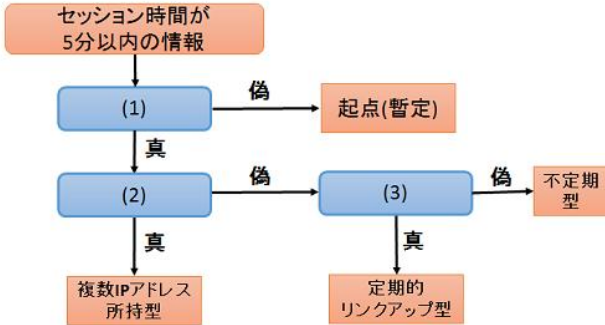 セッション時間が
5分以内の情報
(1)
偽
起点(暫定)
真
(2)
偽
(3)
偽
不定期
型
真
真
複数IPアドレス
所持型
定期的
リンクアップ型